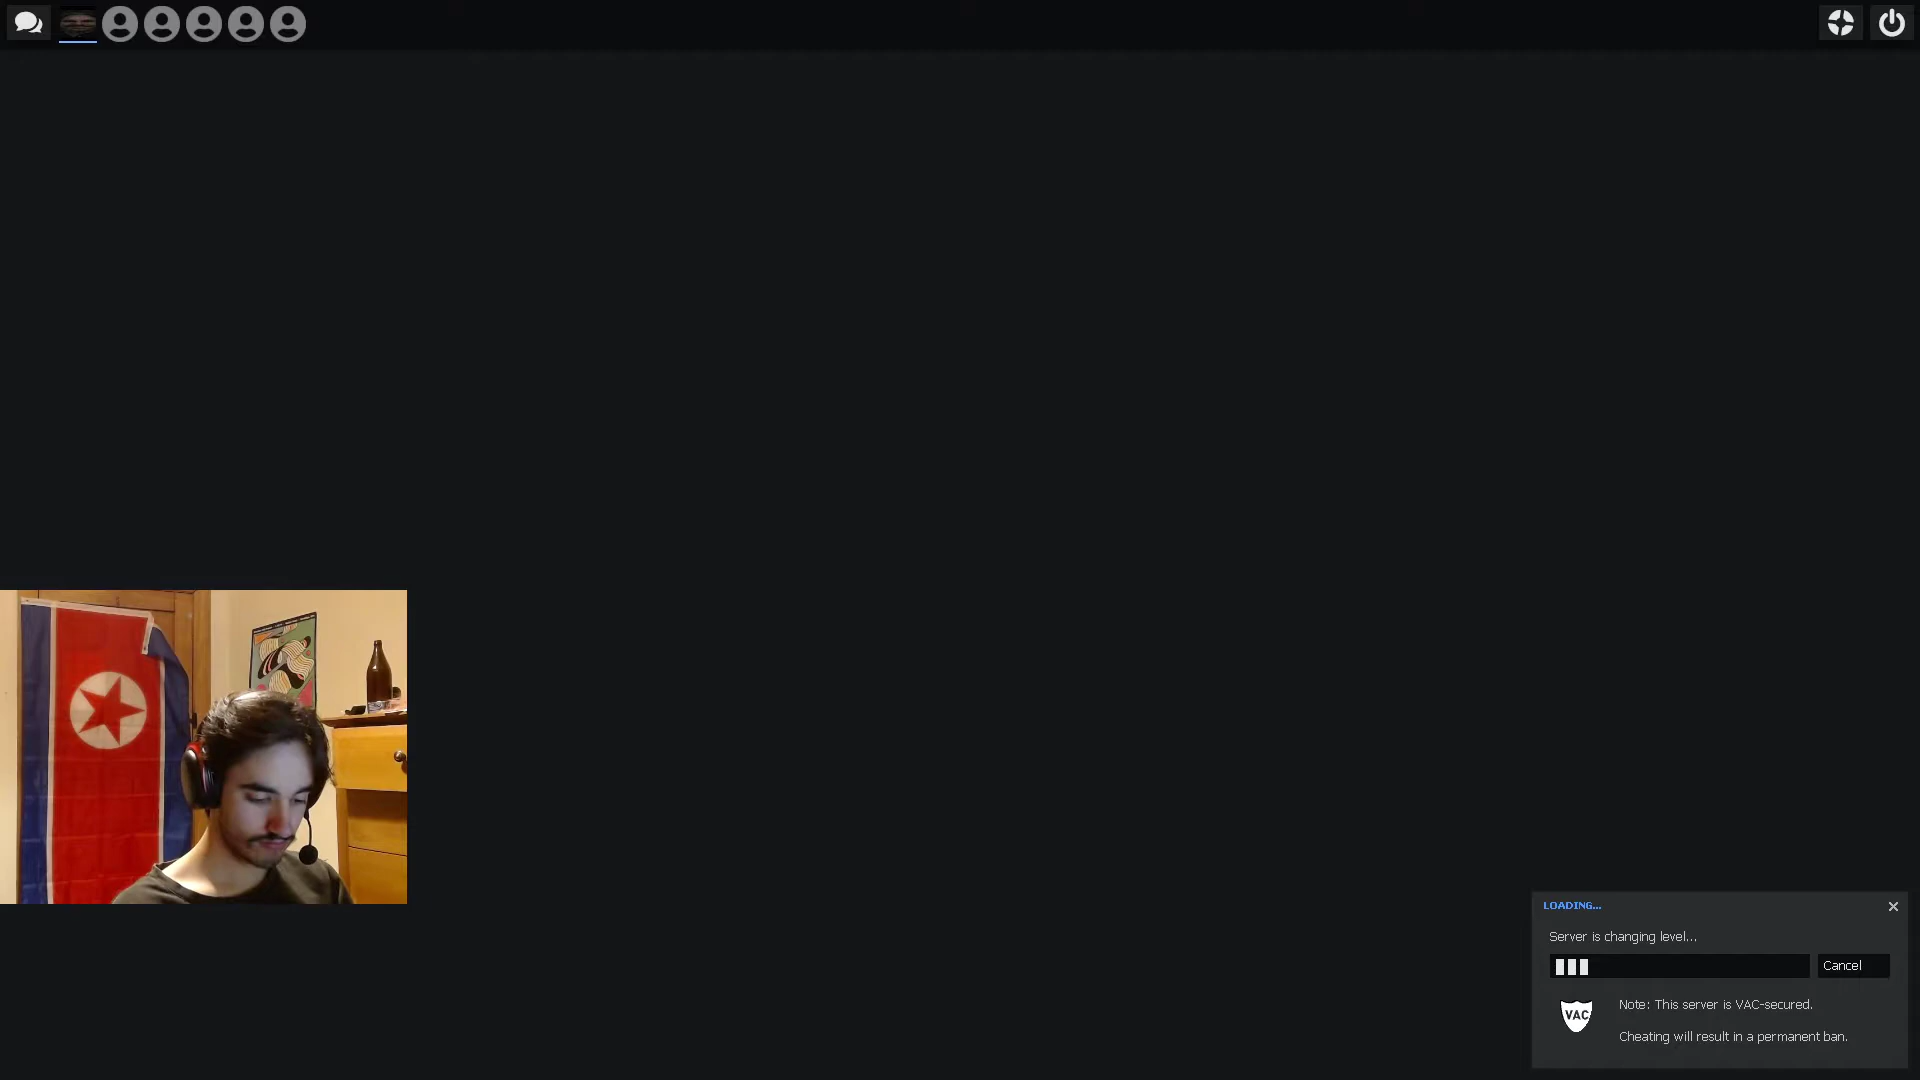 LOADING...
Server is changing level...
Cancel
VAC
Note: This server is VAC-secured.
Cheating will result in a permanent ban.